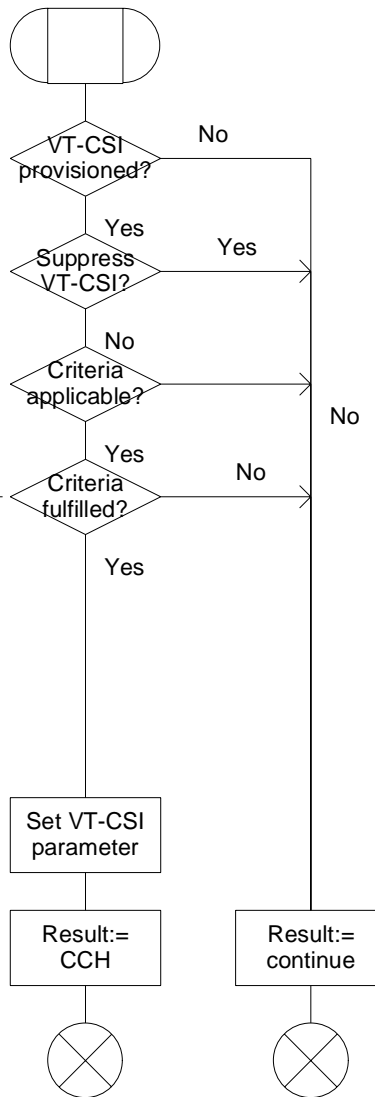 VT-CSI
provisioned?
No
Yes
Suppress
VT-CSI?
Yes
No
Criteria
applicable?
No
Yes
Criteria
fulfilled?
No
Yes
Set VT-CSI
parameter
Result:=
CCH
Result:=
continue